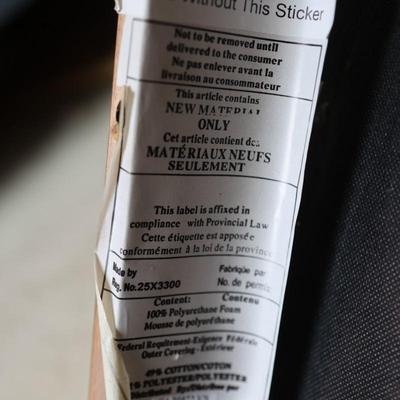 Without This Sticker
Not to be removed until
delivered to the consumer
Ne pas enlever avant la
livraison au consommateur
This article contains
NEW MATERIAL
ONLY
Cet article contient des
MATÉRIAUX NEUFS
SEULEMENT
This label is affixed in
compliance with Provincial Law
Cette étiquette est apposée
conformément à la loi de la province
Made by Fabriqué par
Reg. No.25X3300 No. de permis
Content: Contenu
100% Polyurethane Foam
Mousse de polyuréthane
Federal Requitement-Exigence Fédérale
Outer Covering-Extérieur
49% COTTON/COTON
POLYESTER/POLYESTER
Distributed